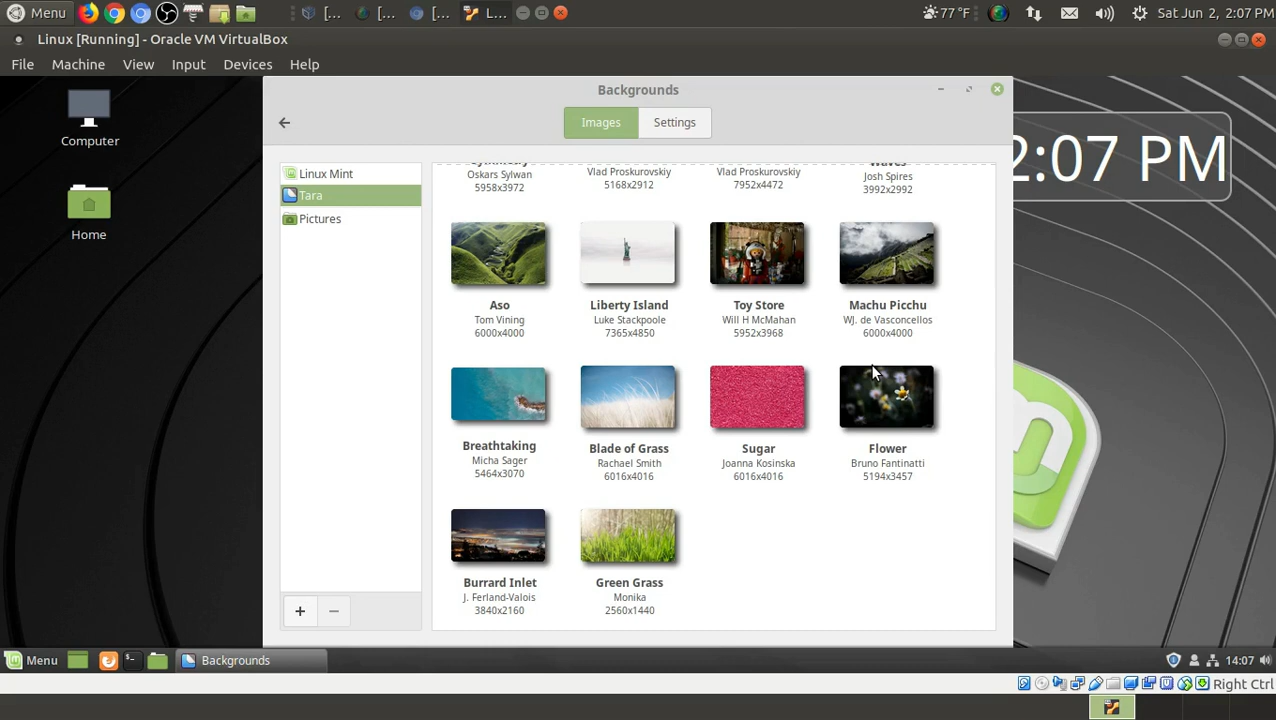 Menu
[...
[...
[...
L...
77 °F
Sat Jun 2, 2:07 PM
Linux [Running] - Oracle VM VirtualBox
File Machine View Input Devices Help
Backgrounds
Images
Settings
Computer
Home
2:07 PM
Linux Mint
Tara
Pictures
Symmetry
Oskars Sylwan
5958x3972
Vlad Proskurovskiy
5168x2912
Vlad Proskurovskiy
7952x4472
Waves
Josh Spires
3992x2992
Aso
Tom Vining
6000x4000
Liberty Island
Luke Stackpoole
7365x4850
Toy Store
Will H McMahan
5952x3968
Machu Picchu
WJ. de Vasconcellos
6000x4000
Breathtaking
Micha Sager
5464x3070
Blade of Grass
Rachael Smith
6016x4016
Sugar
Joanna Kosinska
6016x4016
Flower
Bruno Fantinatti
5194x3457
Burrard Inlet
J. Ferland-Valois
3840x2160
Green Grass
Monika
2560x1440
+
−
Menu
Backgrounds
14:07
Right Ctrl